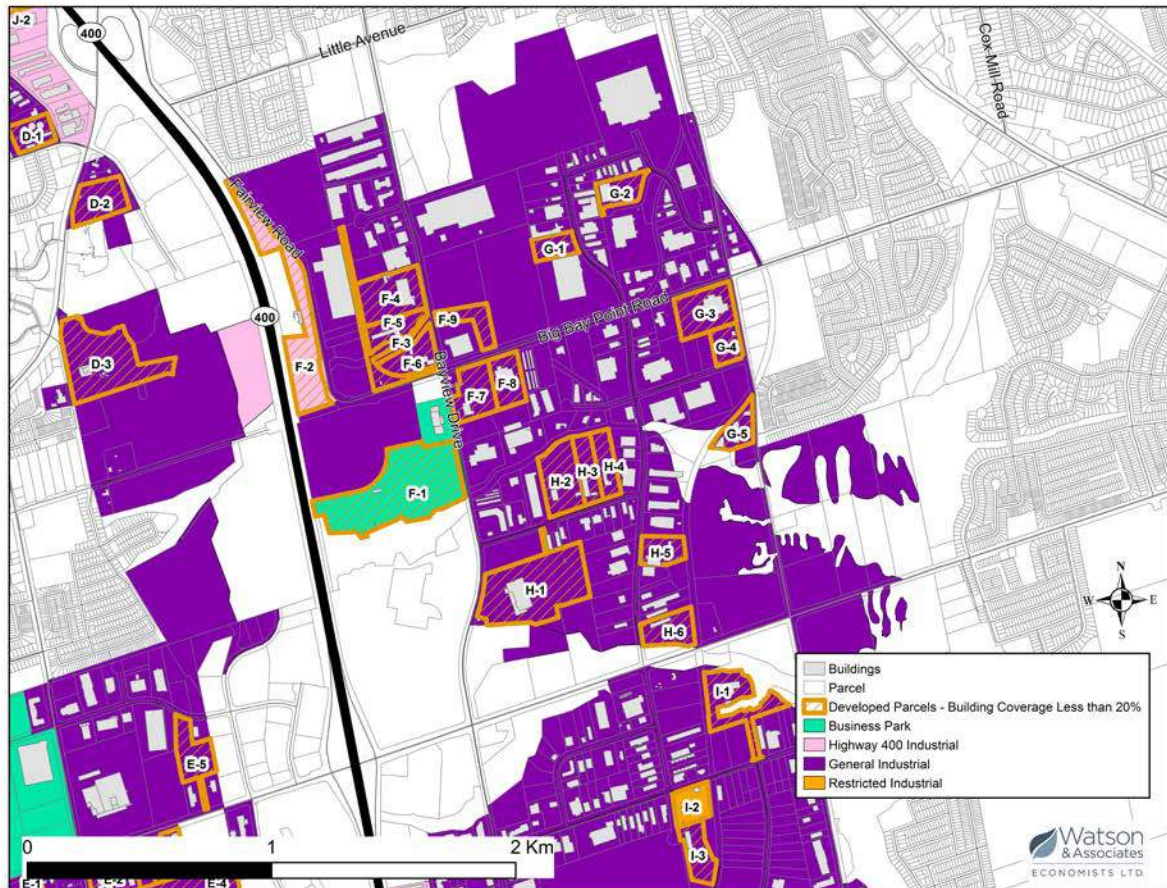 J-2
400
Little Avenue
Cox Mill Road
D-1
D-2
Fairview Road
G-2
G-1
F-4
F-5
F-9
F-3
F-6
Big Bay Point Road
G-3
G-4
400
D-3
F-2
Bayview Drive
F-7
F-8
G-5
F-1
H-2
H-3
H-4
H-5
H-1
H-6
N
W
E
S
Buildings
Parcel
Developed Parcels - Building Coverage Less than 20%
Business Park
Highway 400 Industrial
General Industrial
Restricted Industrial
I-1
E-5
I-2
I-3
0
1
2 Km
E-1
E-2
E-4
Watson
& Associates
ECONOMISTS LTD.